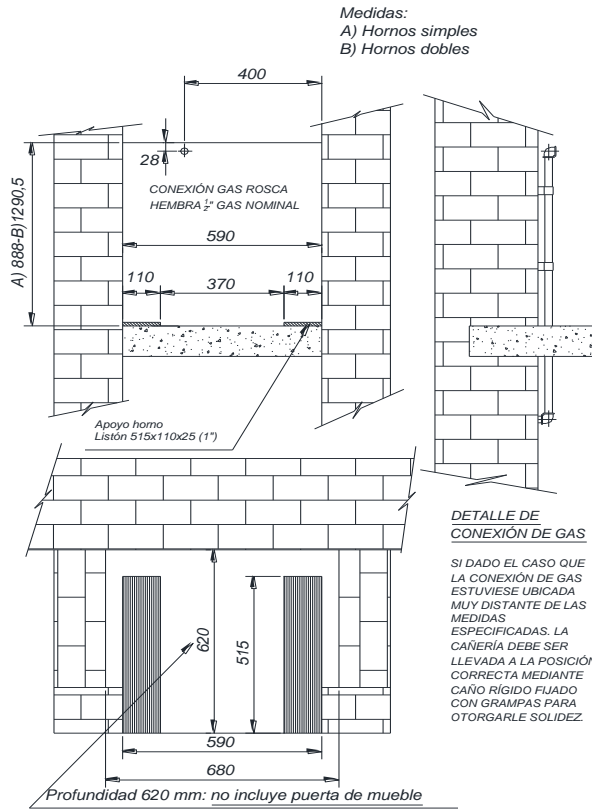 Medidas:
A) Hornos simples
B) Hornos dobles
400
28
CONEXIÓN GAS ROSCA
HEMBRA ½" GAS NOMINAL
A) 888-B)1290,5
590
110
370
110
Apoyo horno
Listón 515x110x25 (1")
DETALLE DE
CONEXIÓN DE GAS
SI DADO EL CASO QUE
LA CONEXIÓN DE GAS
ESTUVIESE UBICADA
MUY DISTANTE DE LAS
MEDIDAS
ESPECIFICADAS. LA
CAÑERÍA DEBE SER
LLEVADA A LA POSICIÓN
CORRECTA MEDIANTE
CAÑO RÍGIDO FIJADO
CON GRAMPAS PARA
OTORGARLE SOLIDEZ.
620
515
590
680
Profundidad 620 mm: no incluye puerta de mueble